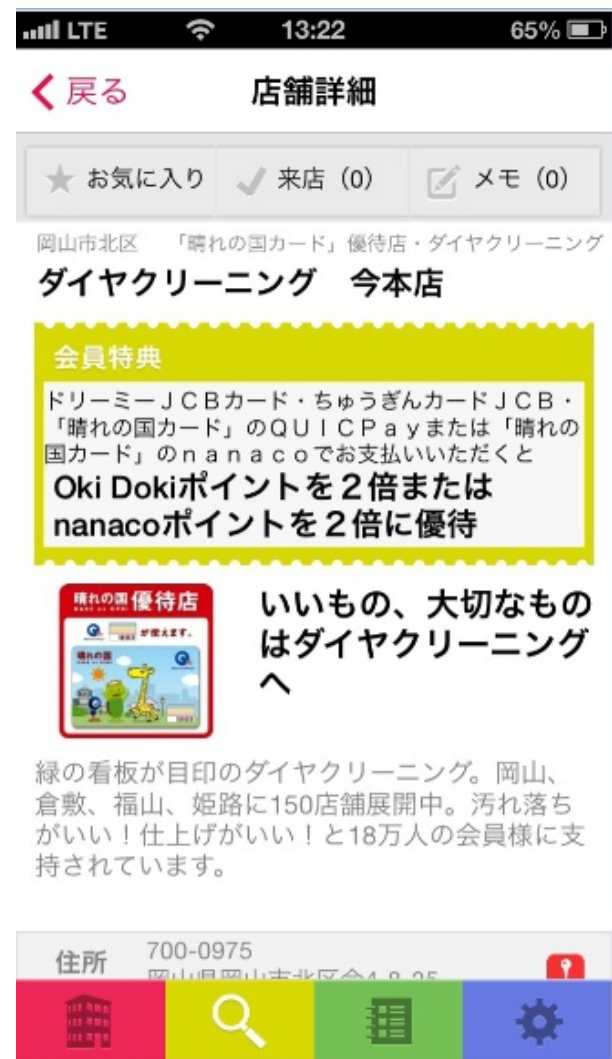 LTE 13:22 65%
戻る 店舗詳細
お気に入り 来店（0） メモ（0）
岡山市北区　「晴れの国カード」優待店・ダイヤクリーニング
ダイヤクリーニング　今本店
会員特典
ドリーミーＪＣＢカード・ちゅうぎんカードＪＣＢ・
「晴れの国カード」のＱＵＩＣＰａｙまたは「晴れの
国カード」のｎａｎａｃｏでお支払いいただくと
Oki Dokiポイントを２倍または
nanacoポイントを２倍に優待
晴れの国 優待店
が使えます。
晴れの国
いいもの、大切なもの
はダイヤクリーニング
へ
緑の看板が目印のダイヤクリーニング。岡山、
倉敷、福山、姫路に150店舗展開中。汚れ落ち
がいい！仕上げがいい！と18万人の会員様に支
持されています。
住所 700-0975
岡山県岡山市北区今4-8-25